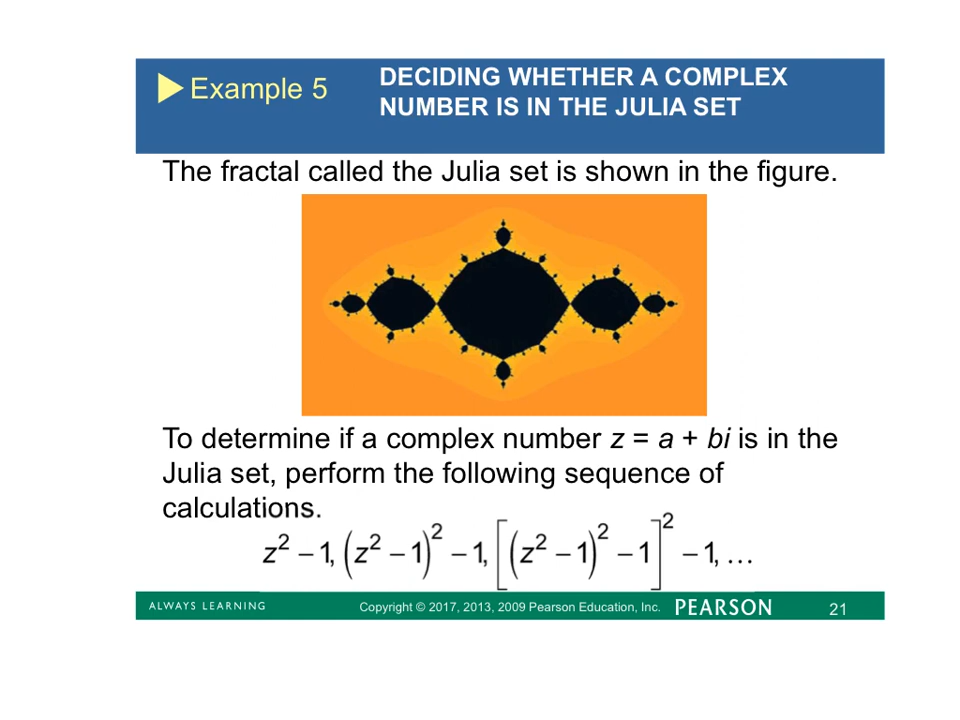 Example 5
DECIDING WHETHER A COMPLEX
NUMBER IS IN THE JULIA SET
The fractal called the Julia set is shown in the figure.
To determine if a complex number z = a + bi is in the
Julia set, perform the following sequence of
calculations.
z² – 1, (z² – 1)² – 1, [(z² – 1)² – 1]² – 1, …
ALWAYS LEARNING
Copyright © 2017, 2013, 2009 Pearson Education, Inc.
PEARSON
21